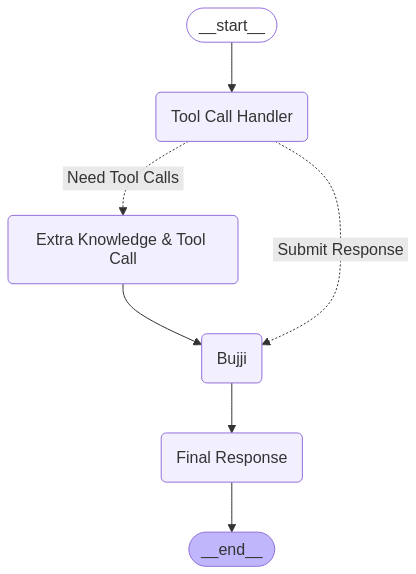 __start__
Tool Call Handler
Need Tool Calls
Extra Knowledge & Tool
Call
Submit Response
Bujji
Final Response
__end__